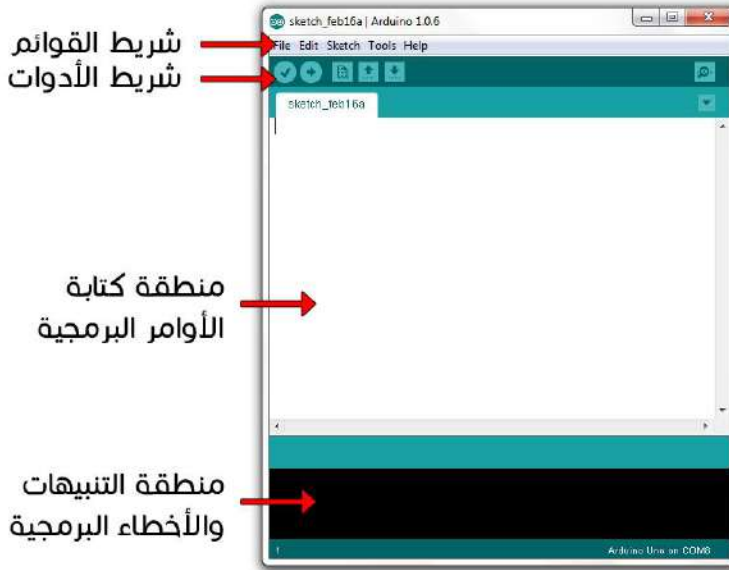 sketch_feb16a | Arduino 1.0.6
شريط القوائم
File Edit Sketch Tools Help
شريط الأدوات
sketch_feb16a
منطقة كتابة
الأوامر البرمجية
منطقة التنبيهات
والأخطاء البرمجية
1
Arduino Uno on COM8